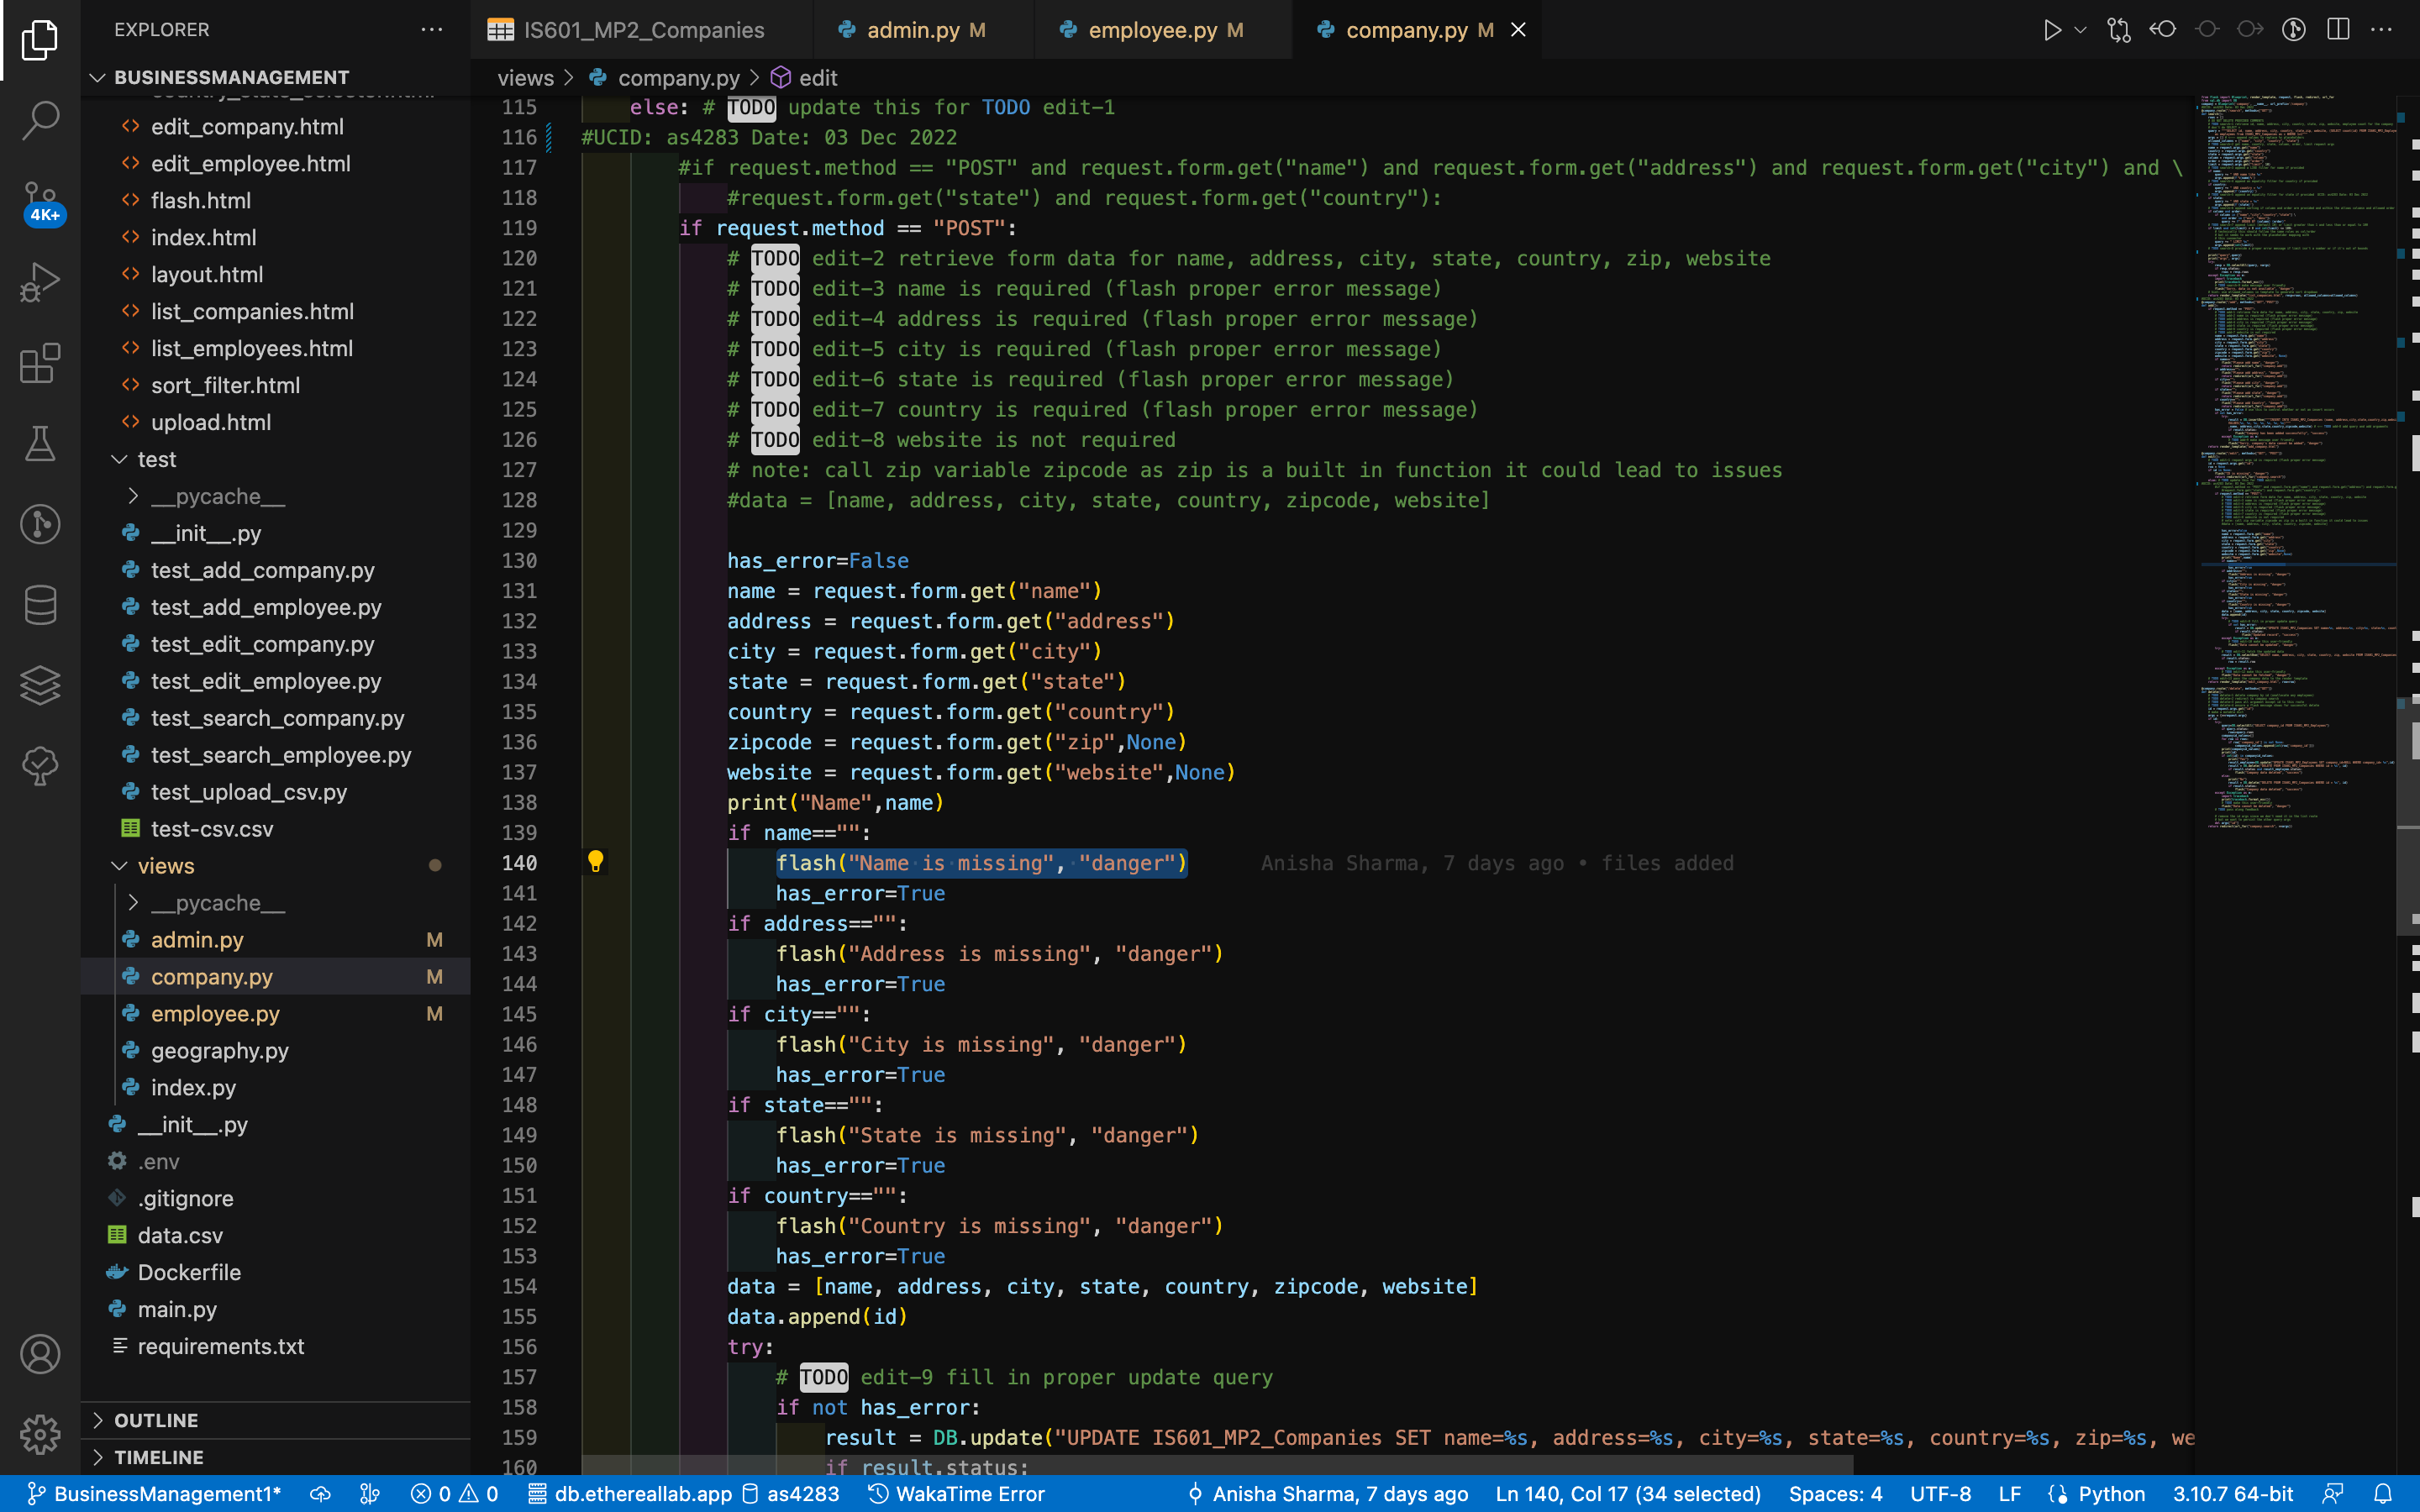 EXPLORER
BUSINESSMANAGEMENT
edit_company.html
edit_employee.html
flash.html
index.html
layout.html
list_companies.html
list_employees.html
sort_filter.html
upload.html
test
__pycache__
__init__.py
test_add_company.py
test_add_employee.py
test_edit_company.py
test_edit_employee.py
test_search_company.py
test_search_employee.py
test_upload_csv.py
test-csv.csv
views
__pycache__
admin.py M
company.py M
employee.py M
geography.py
index.py
__init__.py
.env
.gitignore
data.csv
Dockerfile
main.py
requirements.txt
OUTLINE
TIMELINE
4K+
IS601_MP2_Companies admin.py M employee.py M company.py M
views > company.py > edit
115 else: # TODO update this for TODO edit-1
116 #UCID: as4283 Date: 03 Dec 2022
117 #if request.method == "POST" and request.form.get("name") and request.form.get("address") and request.form.get("city") and \
118 #request.form.get("state") and request.form.get("country"):
119 if request.method == "POST":
120 # TODO edit-2 retrieve form data for name, address, city, state, country, zip, website
121 # TODO edit-3 name is required (flash proper error message)
122 # TODO edit-4 address is required (flash proper error message)
123 # TODO edit-5 city is required (flash proper error message)
124 # TODO edit-6 state is required (flash proper error message)
125 # TODO edit-7 country is required (flash proper error message)
126 # TODO edit-8 website is not required
127 # note: call zip variable zipcode as zip is a built in function it could lead to issues
128 #data = [name, address, city, state, country, zipcode, website]
129
130 has_error=False
131 name = request.form.get("name")
132 address = request.form.get("address")
133 city = request.form.get("city")
134 state = request.form.get("state")
135 country = request.form.get("country")
136 zipcode = request.form.get("zip",None)
137 website = request.form.get("website",None)
138 print("Name",name)
139 if name=="":
140 flash("Name is missing", "danger") Anisha Sharma, 7 days ago • files added
141 has_error=True
142 if address=="":
143 flash("Address is missing", "danger")
144 has_error=True
145 if city=="":
146 flash("City is missing", "danger")
147 has_error=True
148 if state=="":
149 flash("State is missing", "danger")
150 has_error=True
151 if country=="":
152 flash("Country is missing", "danger")
153 has_error=True
154 data = [name, address, city, state, country, zipcode, website]
155 data.append(id)
156 try:
157 # TODO edit-9 fill in proper update query
158 if not has_error:
159 result = DB.update("UPDATE IS601_MP2_Companies SET name=%s, address=%s, city=%s, state=%s, country=%s, zip=%s, we
160 if result.status:
BusinessManagement1* 0 0 db.ethereallab.app as4283 WakaTime Error Anisha Sharma, 7 days ago Ln 140, Col 17 (34 selected) Spaces: 4 UTF-8 LF Python 3.10.7 64-bit